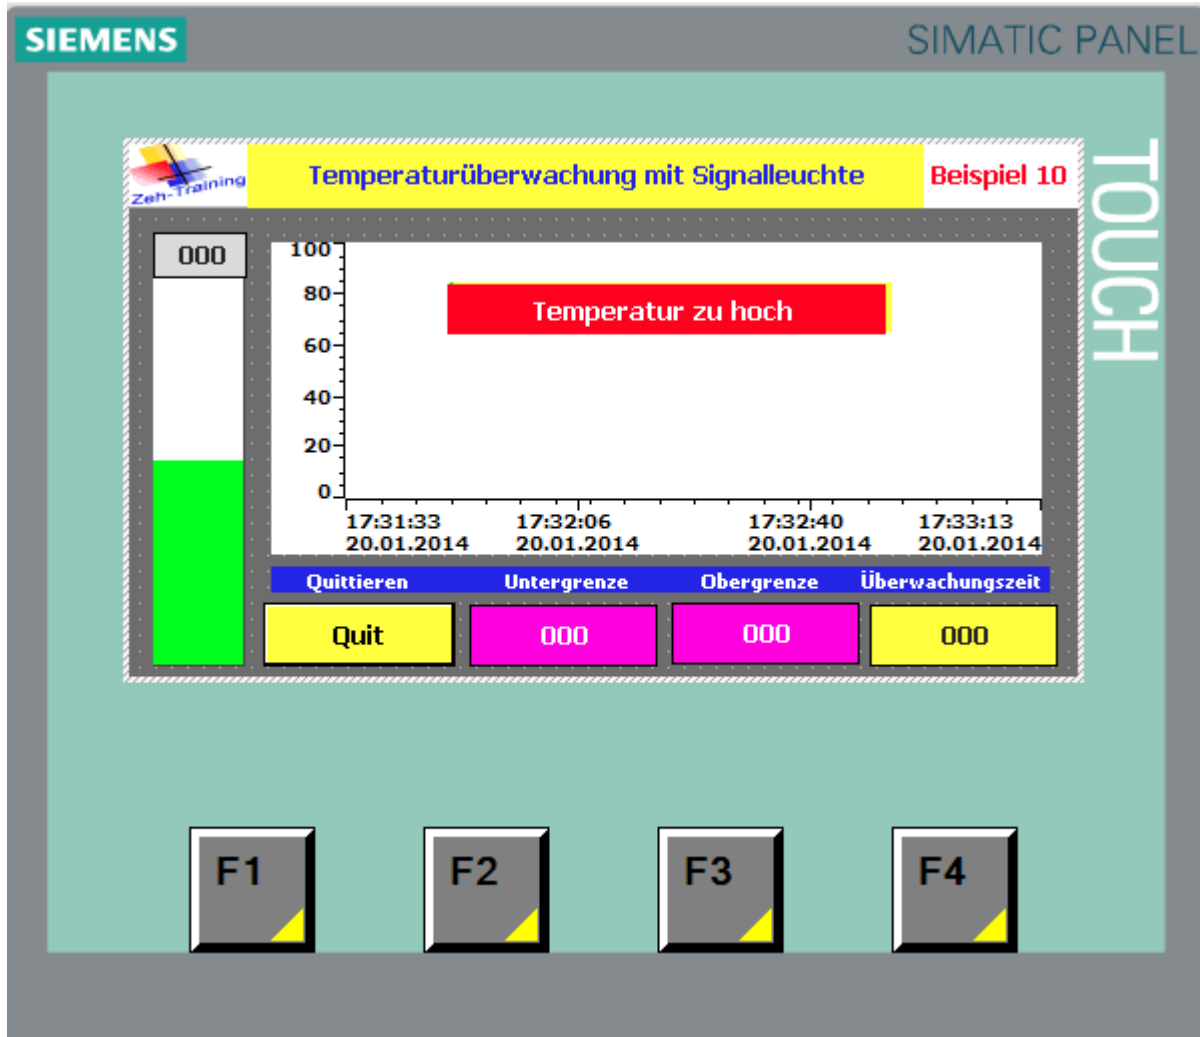 SIEMENS
SIMATIC PANEL
TOUCH
Zeh-Training
Temperaturüberwachung mit Signalleuchte
Beispiel 10
000
100
80
60
40
20
0
Temperatur zu hoch
17:31:33 17:32:06 17:32:40 17:33:13
20.01.2014 20.01.2014 20.01.2014 20.01.2014
Quittieren Untergrenze Obergrenze Überwachungszeit
Quit 000 000 000
F1 F2 F3 F4